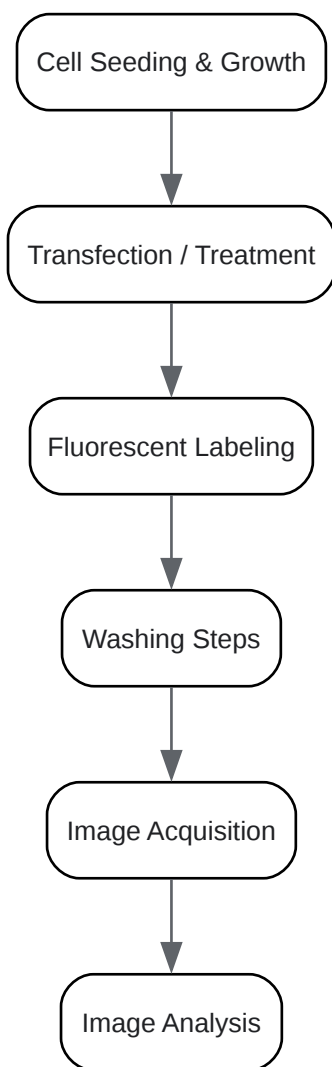 Cell Seeding & Growth
Transfection / Treatment
Fluorescent Labeling
Washing Steps
Image Acquisition
Image Analysis